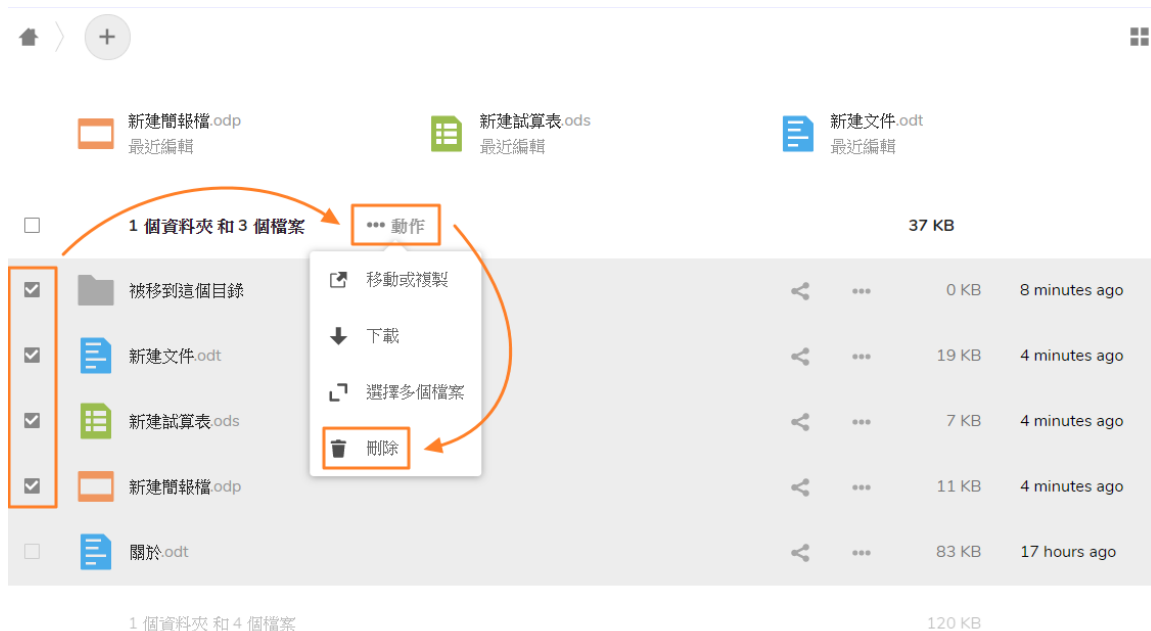 新建簡報檔.odp
最近編輯
新建試算表.ods
最近編輯
新建文件.odt
最近編輯
1 個資料夾 和 3 個檔案 ••• 動作 37 KB
移動或複製
下載
選擇多個檔案
刪除
被移到這個目錄 0 KB 8 minutes ago
新建文件.odt 19 KB 4 minutes ago
新建試算表.ods 7 KB 4 minutes ago
新建簡報檔.odp 11 KB 4 minutes ago
關於.odt 83 KB 17 hours ago
1 個資料夾 和 4 個檔案 120 KB